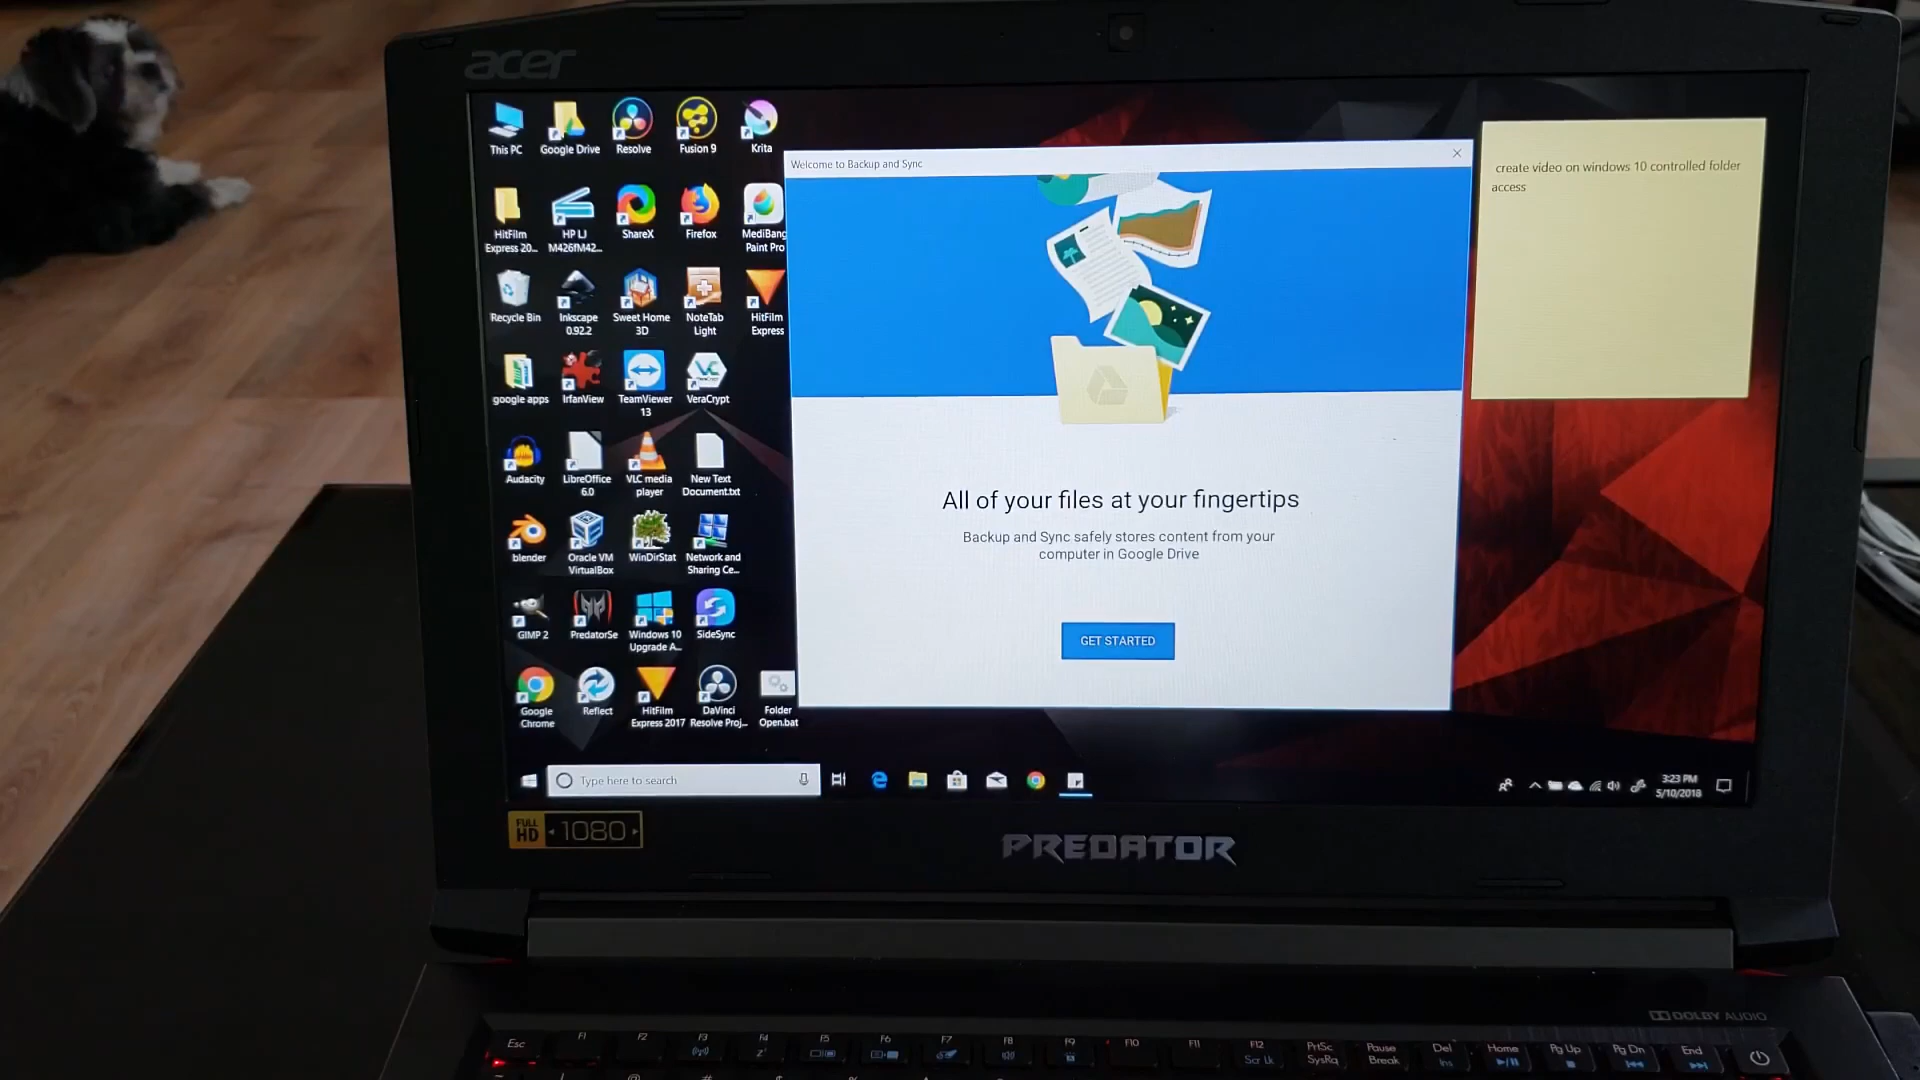 acer
This PC
Google Drive
Resolve
Fusion 9
Krita
HitFilm
Express 20...
HP LJ
M426fM42...
ShareX
Firefox
MediBang
Paint Pro
Recycle Bin
Inkscape
0.92.2
Sweet Home
3D
NoteTab
Light
HitFilm
Express
google apps
IrfanView
TeamViewer
13
VeraCrypt
Audacity
LibreOffice
6.0
VLC media
player
New Text
Document.txt
blender
Oracle VM
VirtualBox
WinDirStat
Network and
Sharing Ce...
GIMP 2
PredatorSe
Windows 10
Upgrade A...
SideSync
Google
Chrome
Reflect
HitFilm
Express 2017
DaVinci
Resolve Proj...
Folder
Open.bat
Welcome to Backup and Sync
All of your files at your fingertips
Backup and Sync safely stores content from your
computer in Google Drive
GET STARTED
create video on windows 10 controlled folder
access
Type here to search
3:23 PM
5/10/2018
FULL
HD
1080
PREDATOR
DOLBY AUDIO
Esc
F1
F2
F3
F4
F5
F6
F7
F8
F9
F10
F11
F12
Scr Lk
PrtSc
SysRq
Pause
Break
Del
Ins
Home
Pg Up
Pg Dn
End